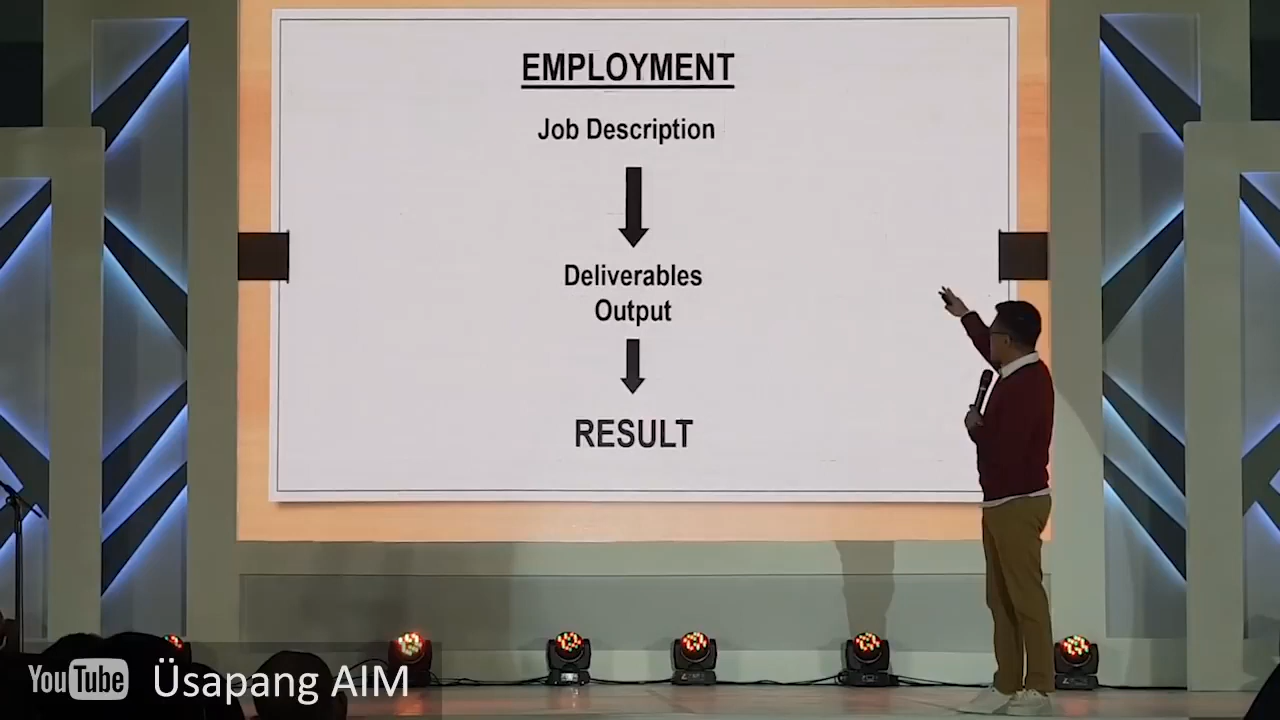 EMPLOYMENT
Job Description
Deliverables
Output
RESULT
YouTube Üsapang AIM